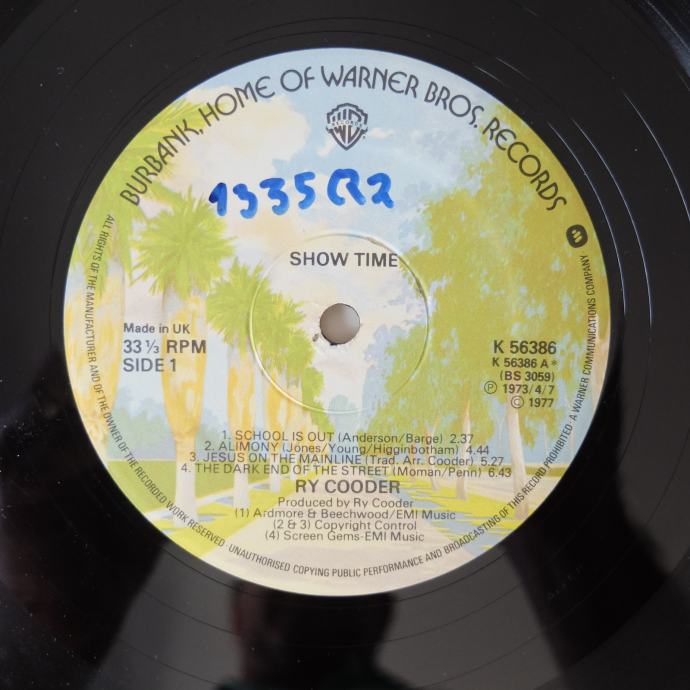 BURBANK, HOME OF WARNER BROS. RECORDS
WB
RECORDS
1335R2
SHOW TIME
Made in UK
33⅓ RPM
SIDE 1
K 56386
K 56386 A*
(BS 3059)
Ⓟ 1973/4/7
© 1977
1. SCHOOL IS OUT (Anderson/Barge) 2.37
2. ALIMONY (Jones/Young/Higginbotham) 4.44
3. JESUS ON THE MAINLINE (Trad. Arr. Cooder) 5.27
4. THE DARK END OF THE STREET (Moman/Penn) 6.43
RY COODER
Produced by Ry Cooder
(1) Ardmore & Beechwood/EMI Music
(2 & 3) Copyright Control
(4) Screen Gems-EMI Music
ALL RIGHTS OF THE MANUFACTURER AND OF THE OWNER OF THE RECORDED WORK RESERVED · UNAUTHORISED COPYING PUBLIC PERFORMANCE AND BROADCASTING OF THIS RECORD PROHIBITED · A WARNER COMMUNICATIONS COMPANY